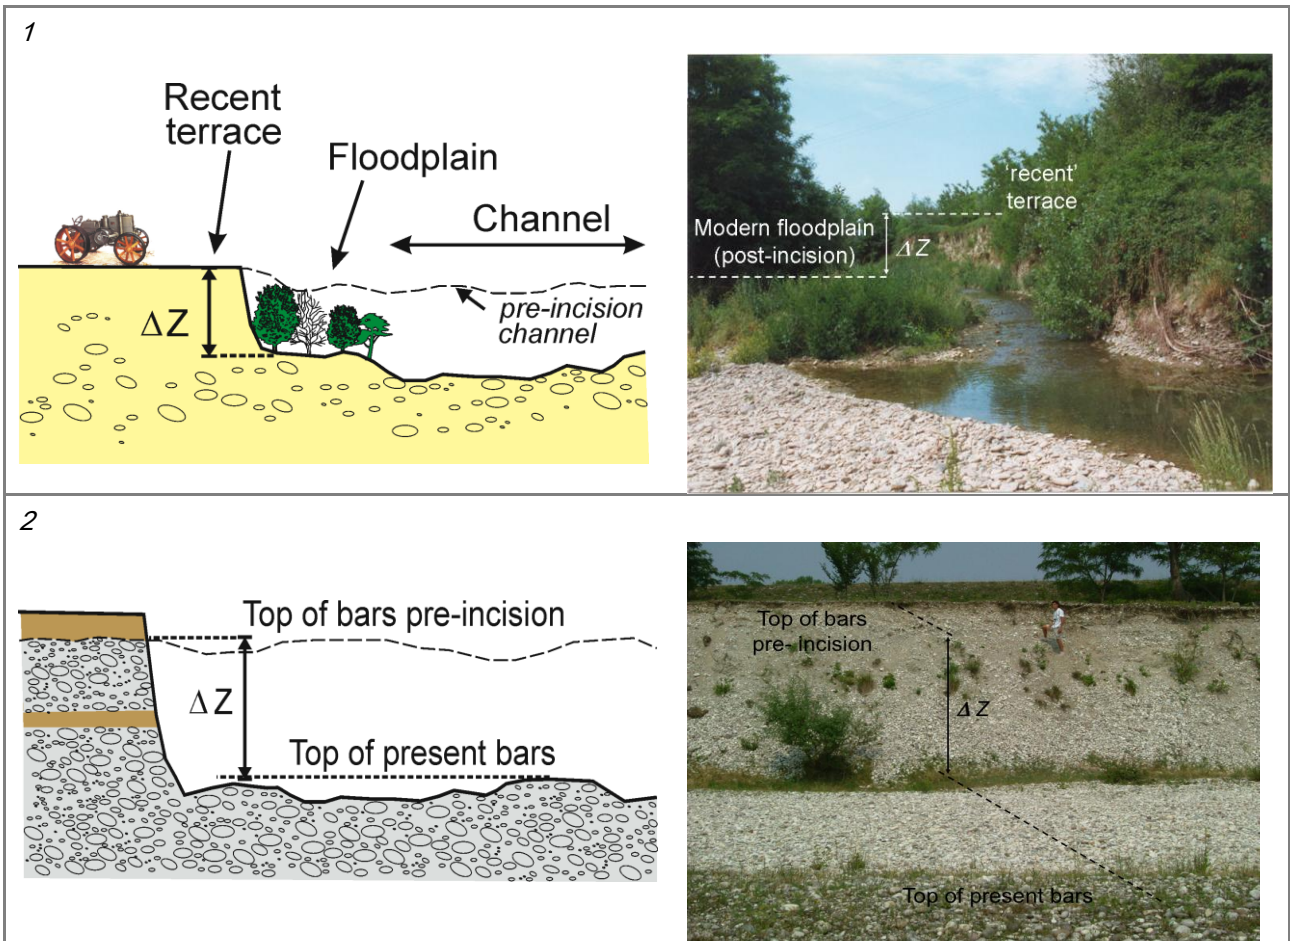 1
Recent
terrace
Floodplain
Channel
ΔZ
pre-incision
channel
'recent'
terrace
Modern floodplain
(post-incision)
ΔZ
2
Top of bars pre-incision
ΔZ
Top of present bars
Top of bars
pre- incision
ΔZ
Top of present bars